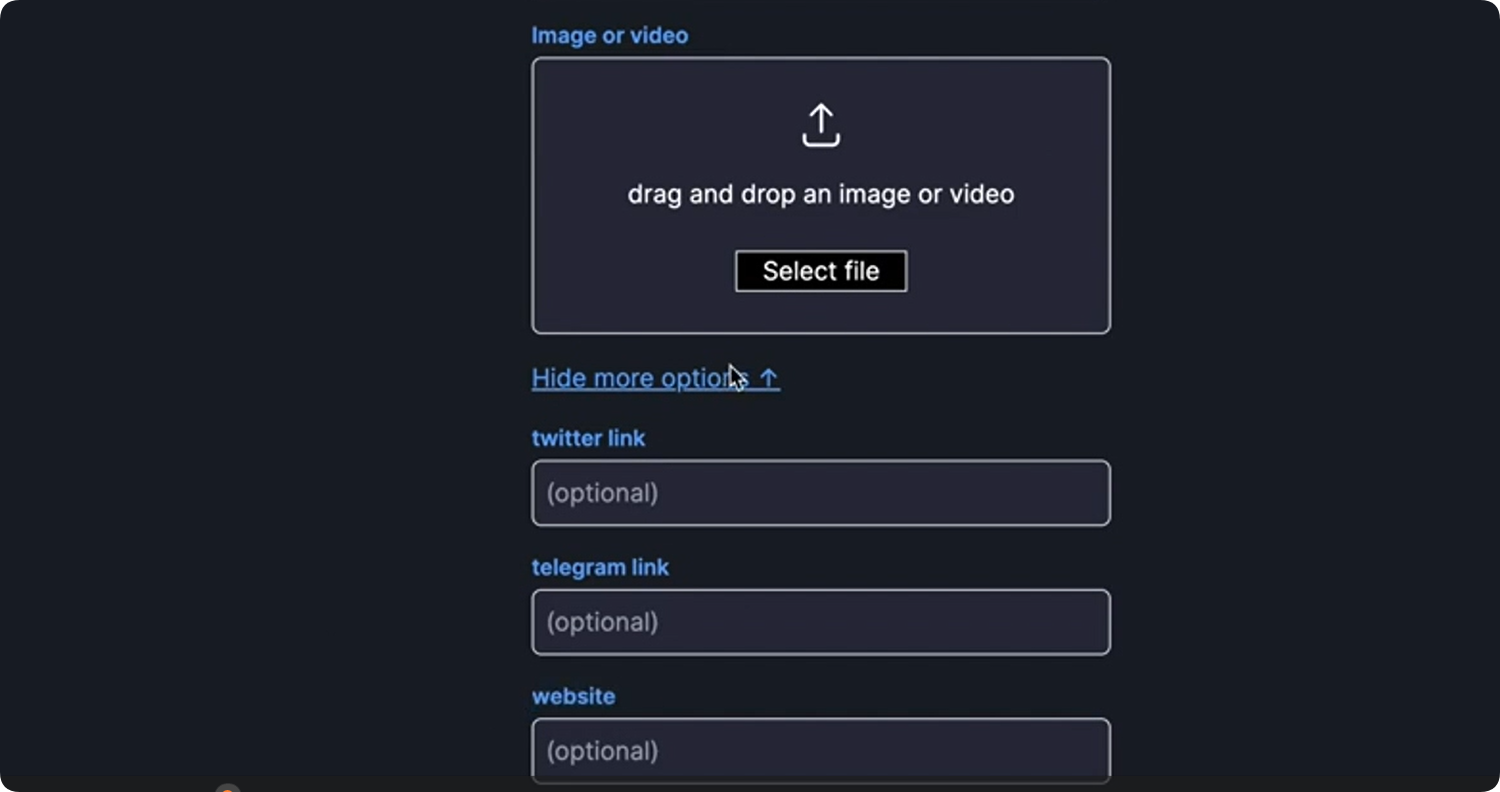 Image or video
drag and drop an image or video
Select file
Hide more options ↑
twitter link
(optional)
telegram link
(optional)
website
(optional)